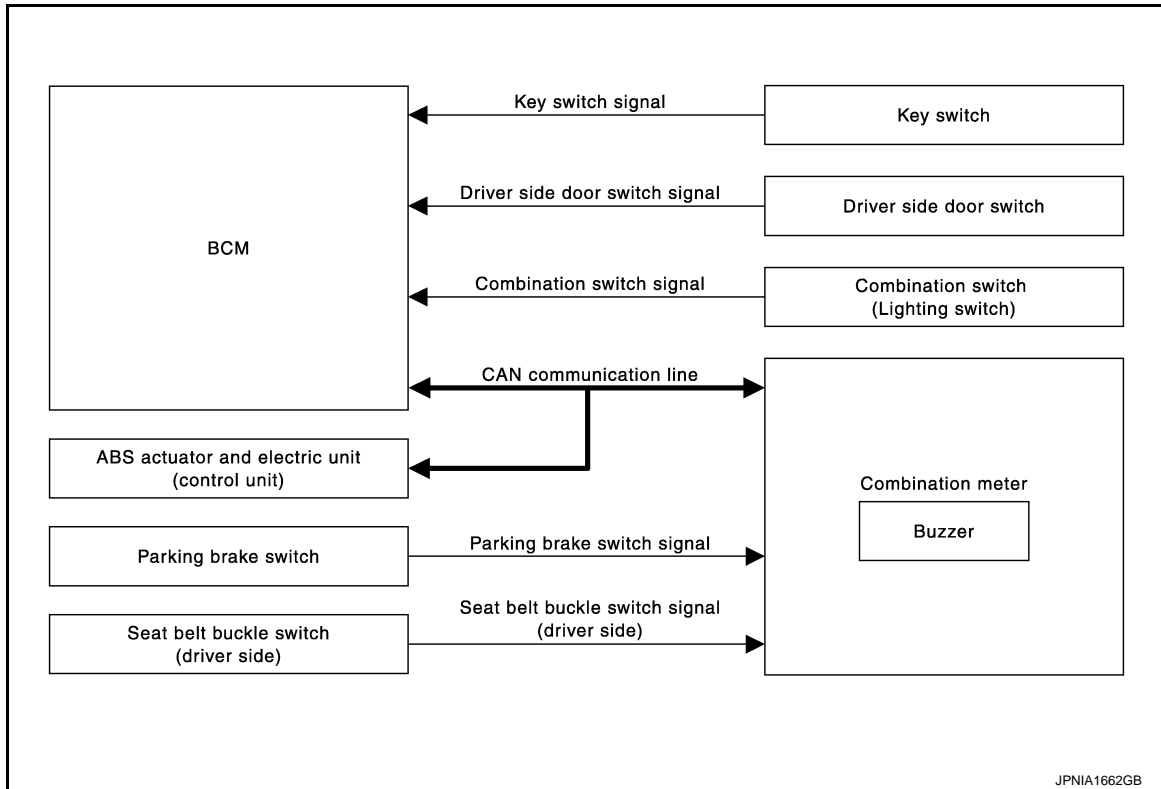 Key switch signal
Key switch
Driver side door switch signal
Driver side door switch
BCM
Combination switch signal
Combination switch
(Lighting switch)
CAN communication line
ABS actuator and electric unit
(control unit)
Combination meter
Buzzer
Parking brake switch
Parking brake switch signal
Seat belt buckle switch
(driver side)
Seat belt buckle switch signal
(driver side)
JPNIA1662GB